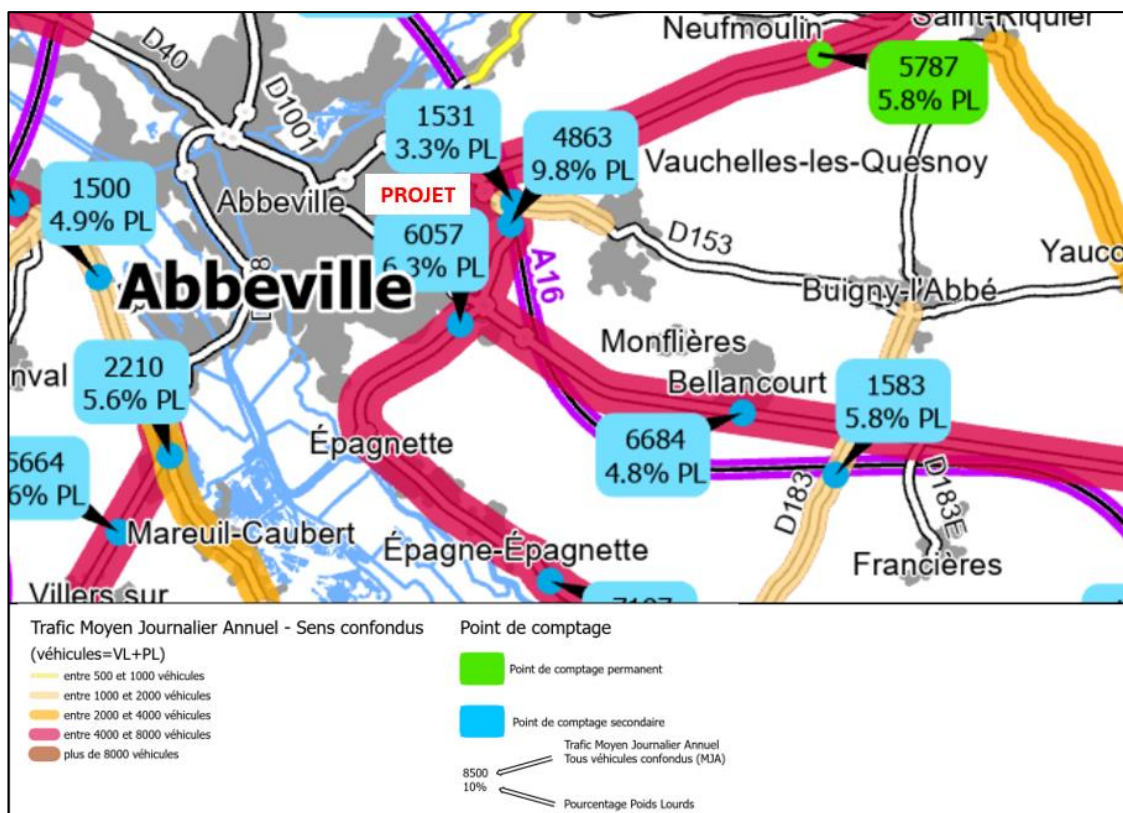 Neufmoulin
Saint-Riquier
D40
D1001
5787
5.8% PL
1531
3.3% PL
4863
9.8% PL
Vauchelles-les-Quesnoy
1500
4.9% PL
Abbeville
PROJET
6057
6.3% PL
D153
A16
Yauco
Abbeville
Buigny-l'Abbé
Monflières
2210
5.6% PL
nval
Bellancourt
1583
5.8% PL
Épagnette
6684
4.8% PL
5664
6% PL
D183
D183E
Mareuil-Caubert
Épagne-Épagnette
Francières
Villers sur
Trafic Moyen Journalier Annuel - Sens confondus
(véhicules=VL+PL)
entre 500 et 1000 véhicules
entre 1000 et 2000 véhicules
entre 2000 et 4000 véhicules
entre 4000 et 8000 véhicules
plus de 8000 véhicules
Point de comptage
Point de comptage permanent
Point de comptage secondaire
Trafic Moyen Journalier Annuel
Tous véhicules confondus (MJA)
8500
10%
Pourcentage Poids Lourds